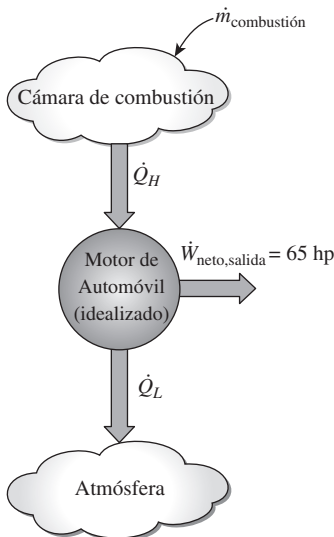 ṁcombustión
Cámara de combustión
Q̇H
Ẇneto,salida = 65 hp
Motor de
Automóvil
(idealizado)
Q̇L
Atmósfera